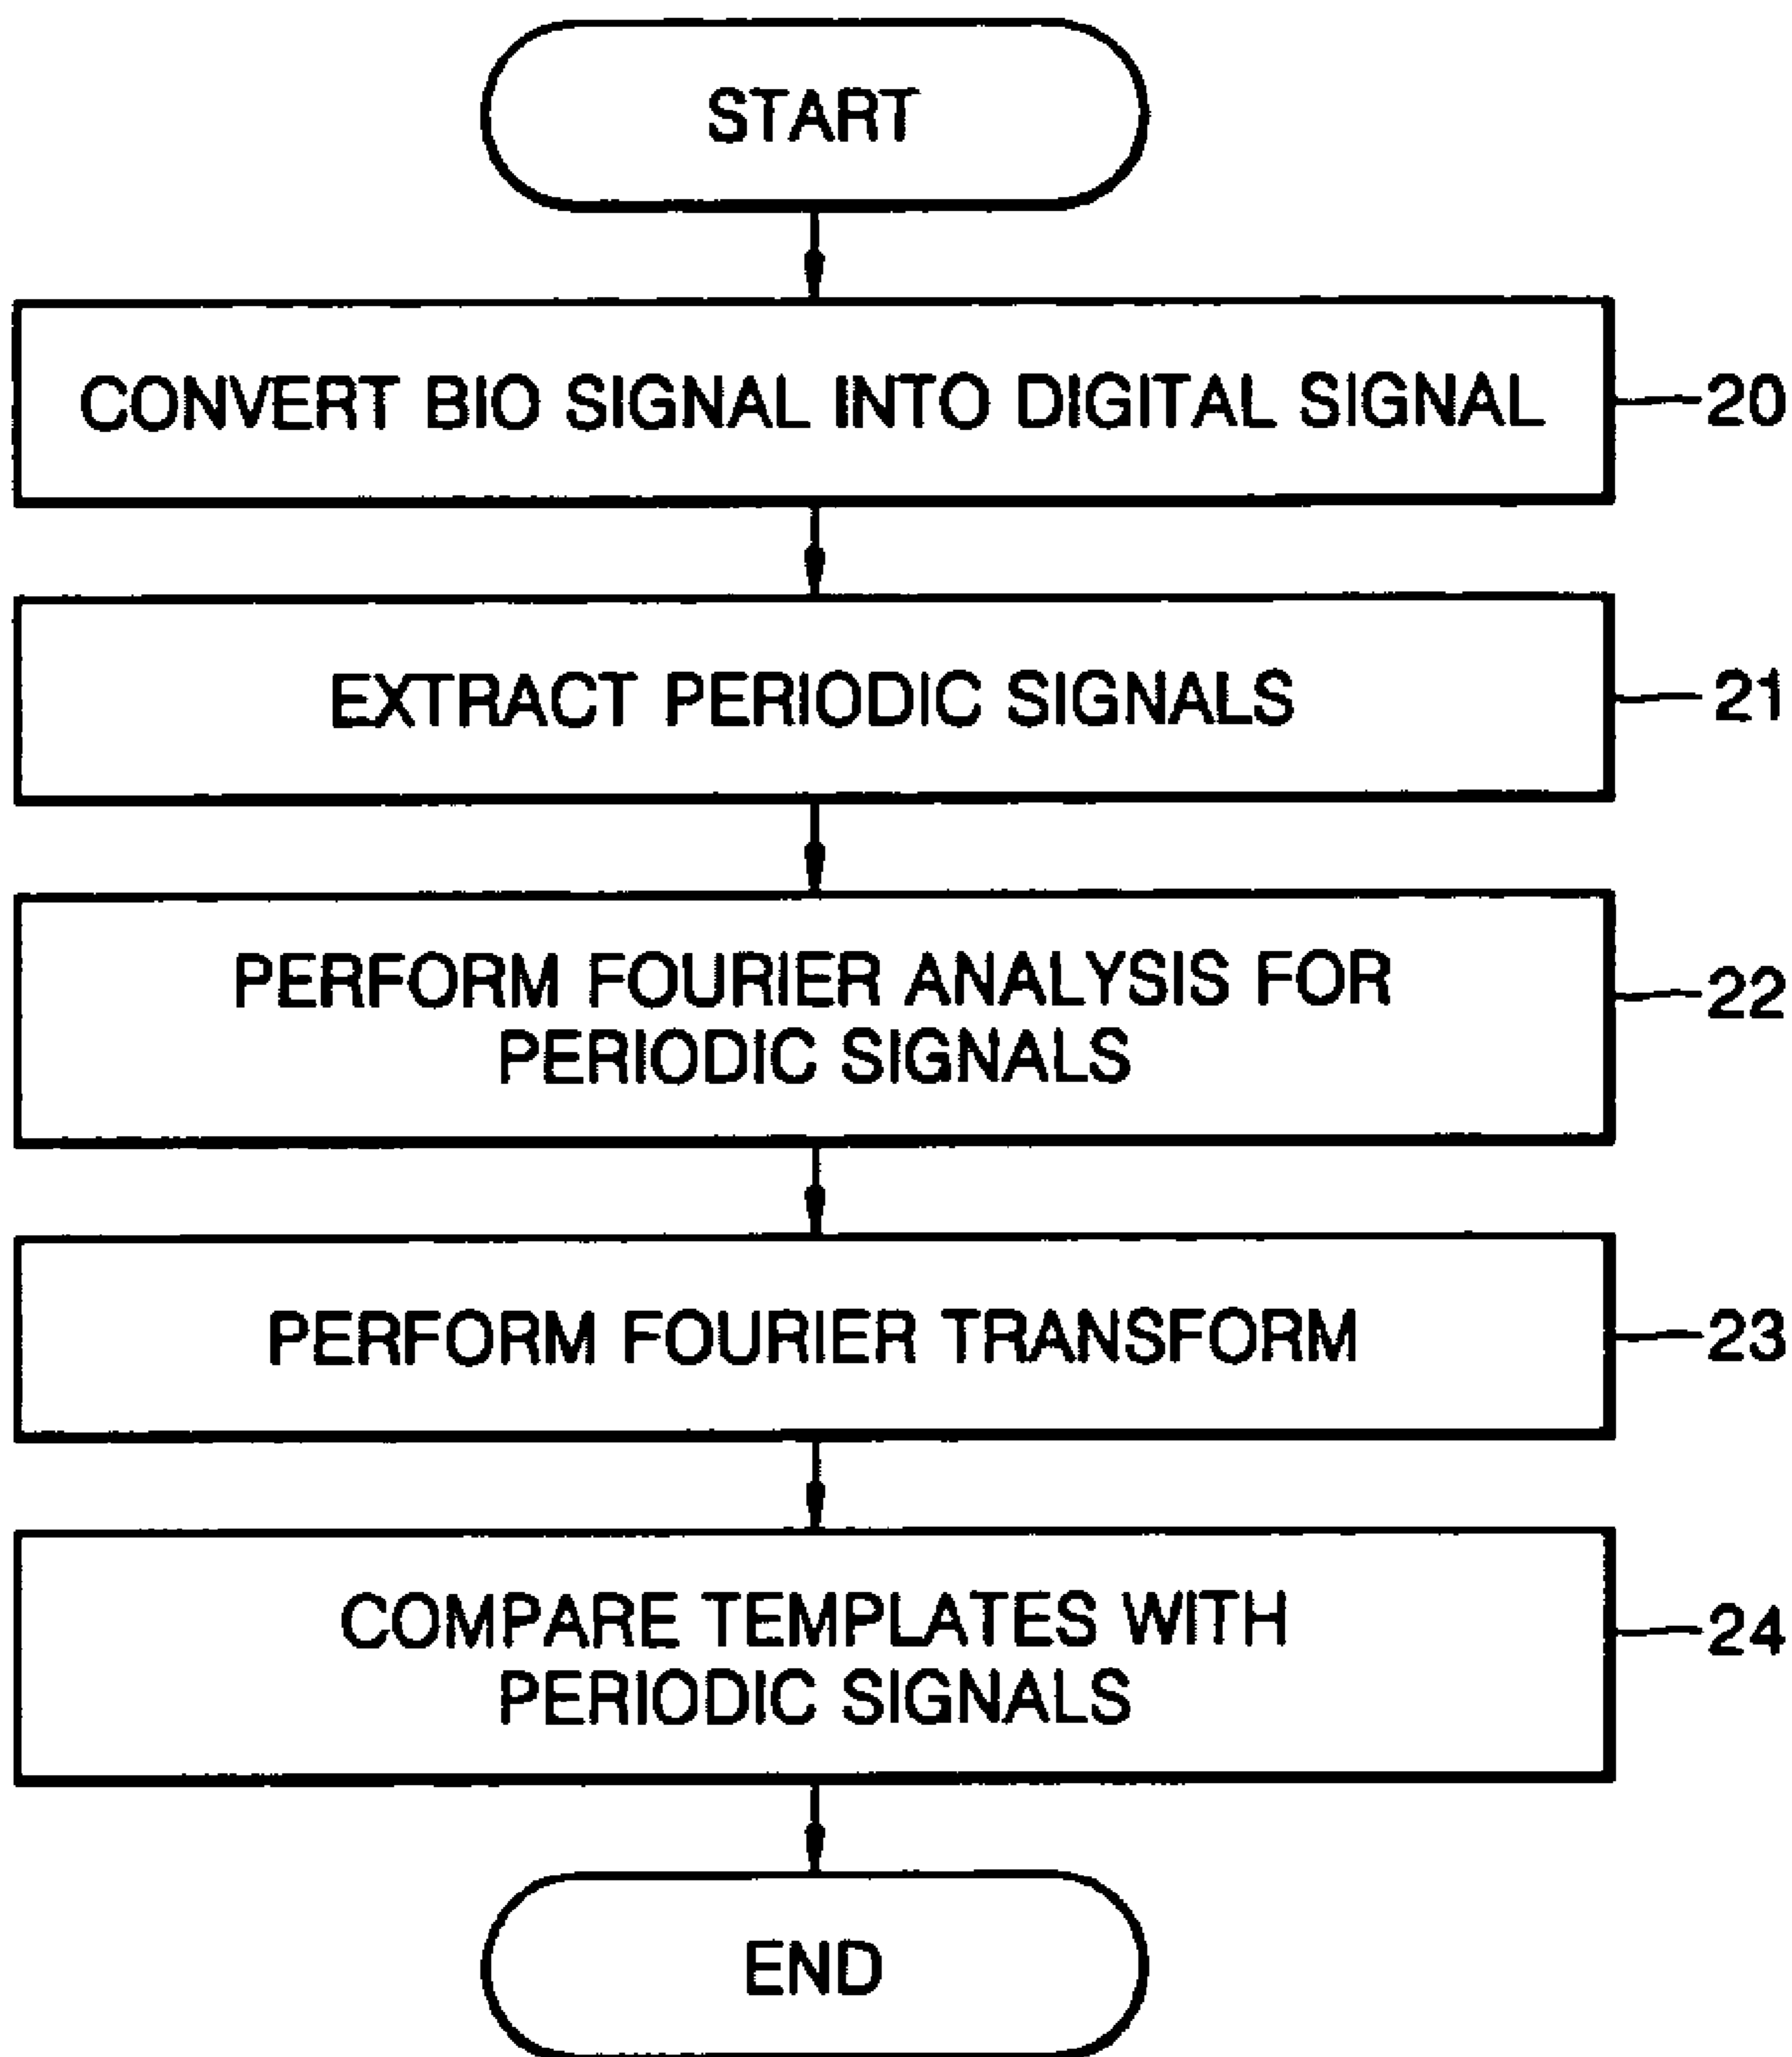 START
CONVERT BIO SIGNAL INTO DIGITAL SIGNAL
20
EXTRACT PERIODIC SIGNALS
21
PERFORM FOURIER ANALYSIS FOR
PERIODIC SIGNALS
22
PERFORM FOURIER TRANSFORM
23
COMPARE TEMPLATES WITH
PERIODIC SIGNALS
24
END